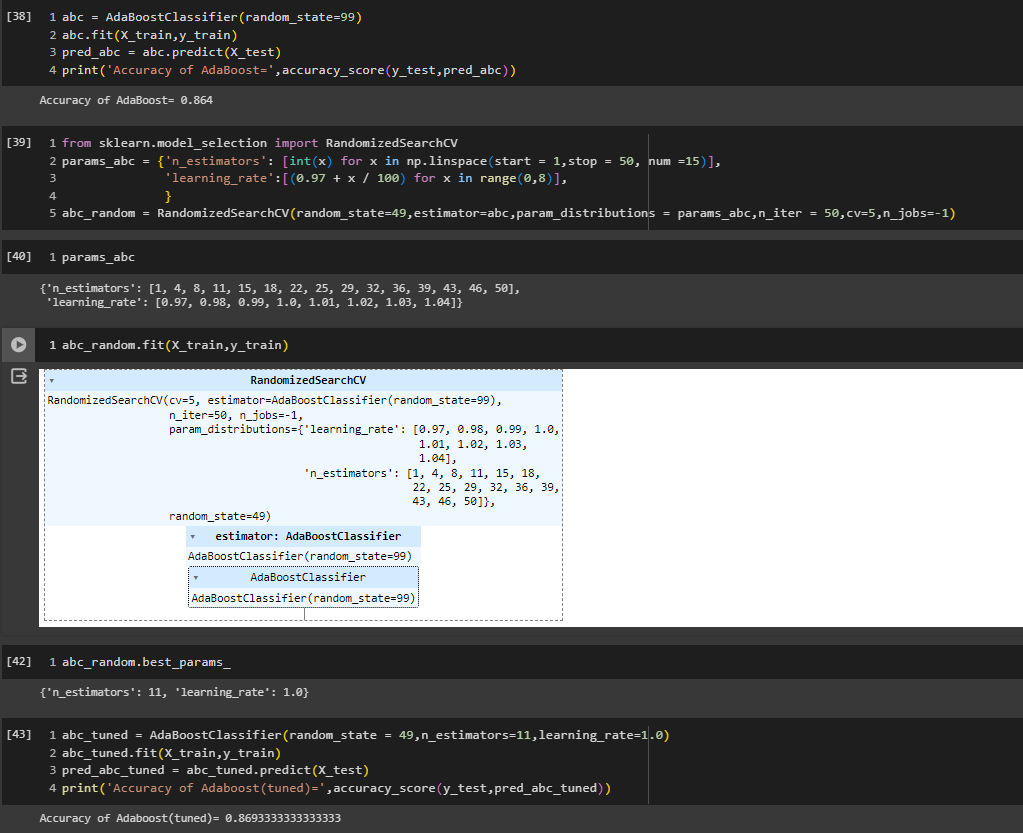 [38] 1 abc = AdaBoostClassifier(random_state=99)
2 abc.fit(X_train,y_train)
3 pred_abc = abc.predict(X_test)
4 print('Accuracy of AdaBoost=',accuracy_score(y_test,pred_abc))
Accuracy of AdaBoost= 0.864
[39] 1 from sklearn.model_selection import RandomizedSearchCV
2 params_abc = {'n_estimators': [int(x) for x in np.linspace(start = 1,stop = 50, num =15)],
3 'learning_rate':[(0.97 + x / 100) for x in range(0,8)],
4 }
5 abc_random = RandomizedSearchCV(random_state=49,estimator=abc,param_distributions = params_abc,n_iter = 50,cv=5,n_jobs=-1)
[40] 1 params_abc
{'n_estimators': [1, 4, 8, 11, 15, 18, 22, 25, 29, 32, 36, 39, 43, 46, 50],
'learning_rate': [0.97, 0.98, 0.99, 1.0, 1.01, 1.02, 1.03, 1.04]}
1 abc_random.fit(X_train,y_train)
RandomizedSearchCV
RandomizedSearchCV(cv=5, estimator=AdaBoostClassifier(random_state=99),
n_iter=50, n_jobs=-1,
param_distributions={'learning_rate': [0.97, 0.98, 0.99, 1.0,
1.01, 1.02, 1.03,
1.04],
'n_estimators': [1, 4, 8, 11, 15, 18,
22, 25, 29, 32, 36, 39,
43, 46, 50]},
random_state=49)
estimator: AdaBoostClassifier
AdaBoostClassifier(random_state=99)
AdaBoostClassifier
AdaBoostClassifier(random_state=99)
[42] 1 abc_random.best_params_
{'n_estimators': 11, 'learning_rate': 1.0}
[43] 1 abc_tuned = AdaBoostClassifier(random_state = 49,n_estimators=11,learning_rate=1.0)
2 abc_tuned.fit(X_train,y_train)
3 pred_abc_tuned = abc_tuned.predict(X_test)
4 print('Accuracy of Adaboost(tuned)=',accuracy_score(y_test,pred_abc_tuned))
Accuracy of Adaboost(tuned)= 0.8693333333333333